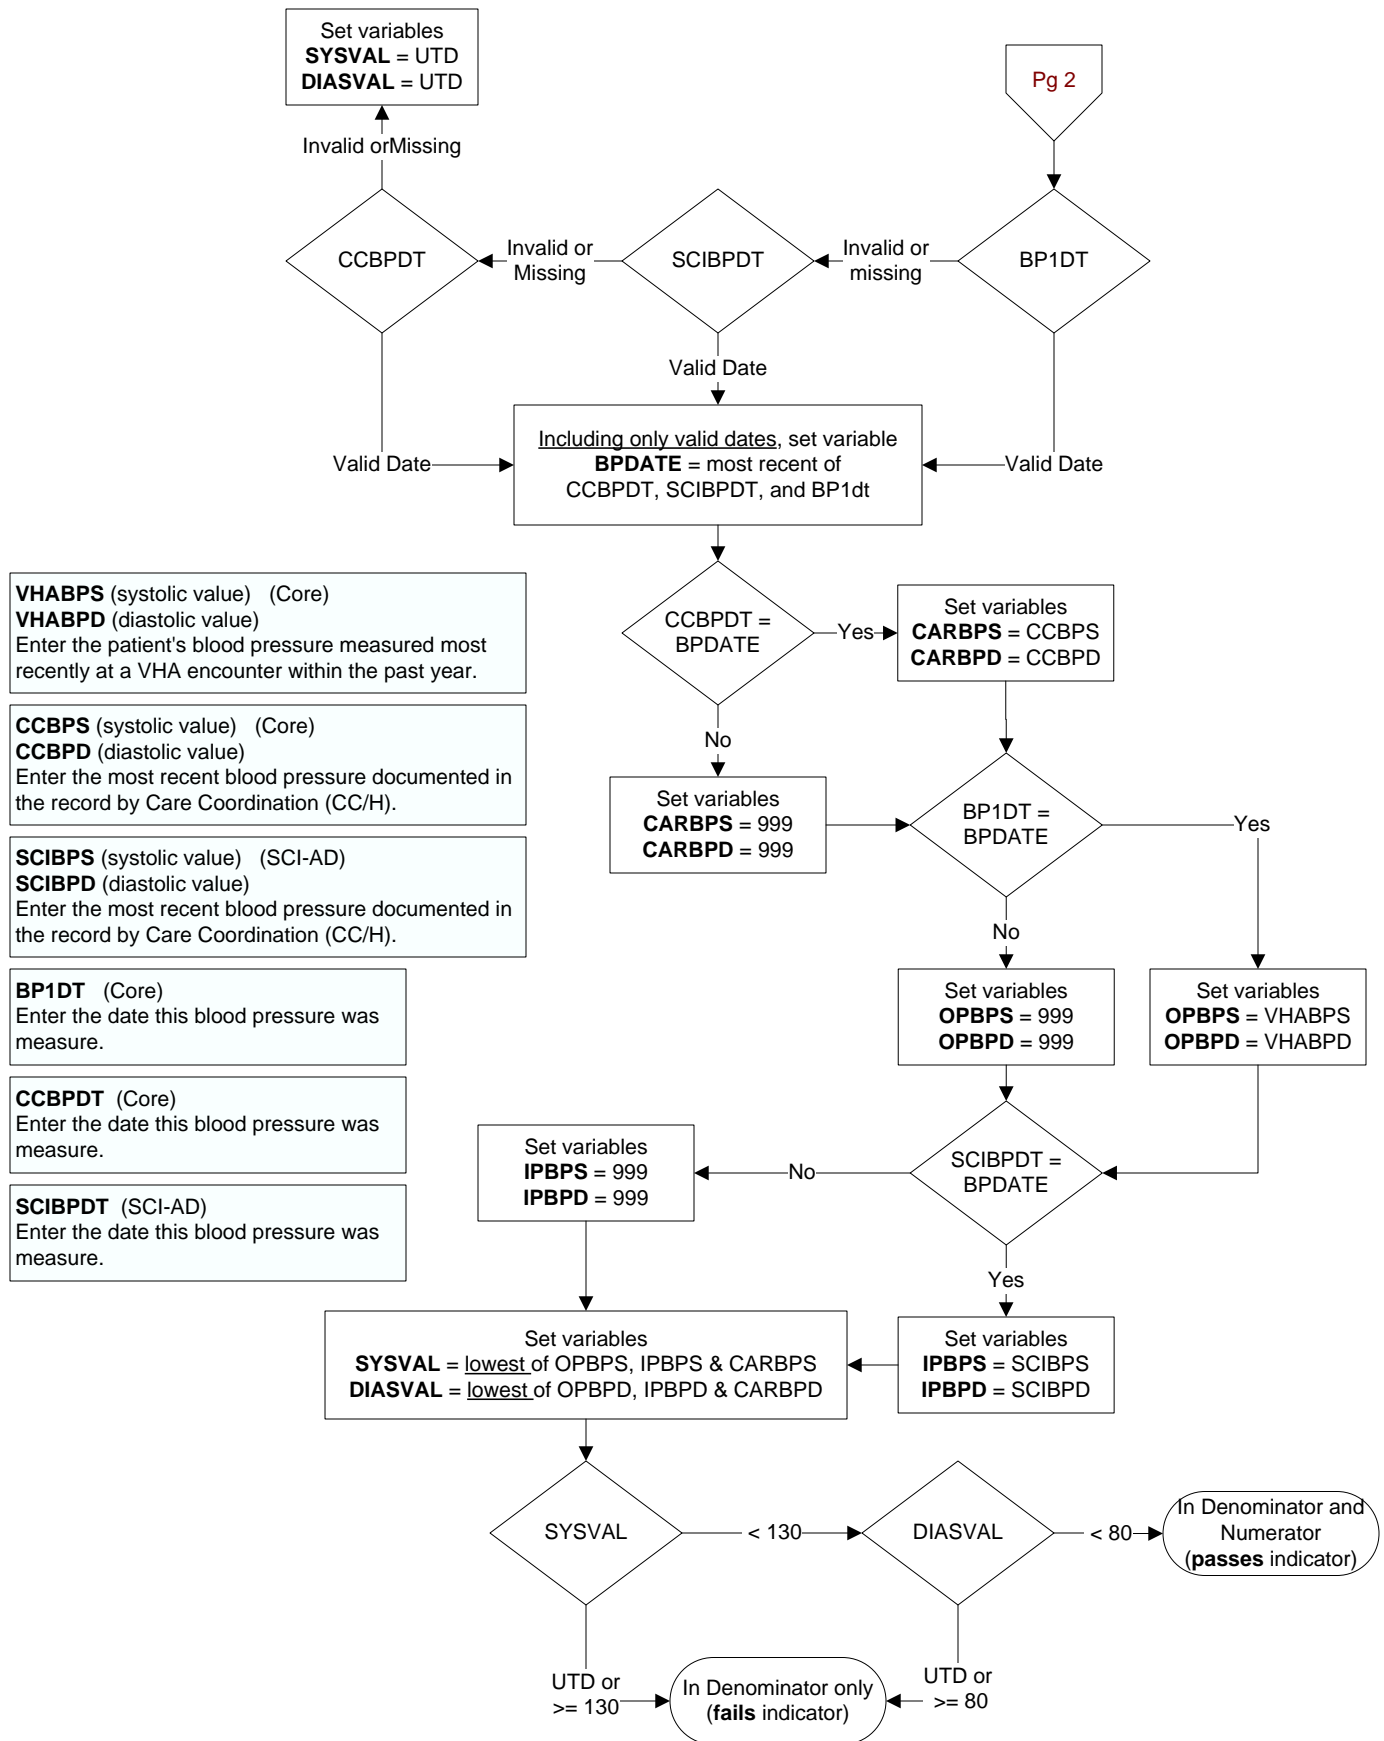 Set variables
SYSVAL = UTD
DIASVAL = UTD
Pg 2
Invalid orMissing
CCBPDT
Invalid or
Missing
SCIBPDT
Invalid or
missing
BP1DT
Valid Date
Valid Date
Valid Date
Including only valid dates, set variable
BPDATE = most recent of
CCBPDT, SCIBPDT, and BP1dt
VHABPS (systolic value) (Core)
VHABPD (diastolic value)
Enter the patient's blood pressure measured most
recently at a VHA encounter within the past year.
CCBPS (systolic value) (Core)
CCBPD (diastolic value)
Enter the most recent blood pressure documented in
the record by Care Coordination (CC/H).
SCIBPS (systolic value) (SCI-AD)
SCIBPD (diastolic value)
Enter the most recent blood pressure documented in
the record by Care Coordination (CC/H).
BP1DT (Core)
Enter the date this blood pressure was
measure.
CCBPDT (Core)
Enter the date this blood pressure was
measure.
SCIBPDT (SCI-AD)
Enter the date this blood pressure was
measure.
CCBPDT =
BPDATE
Yes
Set variables
CARBPS = CCBPS
CARBPD = CCBPD
No
Set variables
CARBPS = 999
CARBPD = 999
BP1DT =
BPDATE
Yes
No
Set variables
OPBPS = 999
OPBPD = 999
Set variables
OPBPS = VHABPS
OPBPD = VHABPD
SCIBPDT =
BPDATE
No
Set variables
IPBPS = 999
IPBPD = 999
Yes
Set variables
IPBPS = SCIBPS
IPBPD = SCIBPD
Set variables
SYSVAL = lowest of OPBPS, IPBPS & CARBPS
DIASVAL = lowest of OPBPD, IPBPD & CARBPD
SYSVAL
< 130
DIASVAL
< 80
In Denominator and
Numerator
(passes indicator)
UTD or
>= 130
In Denominator only
(fails indicator)
UTD or
>= 80